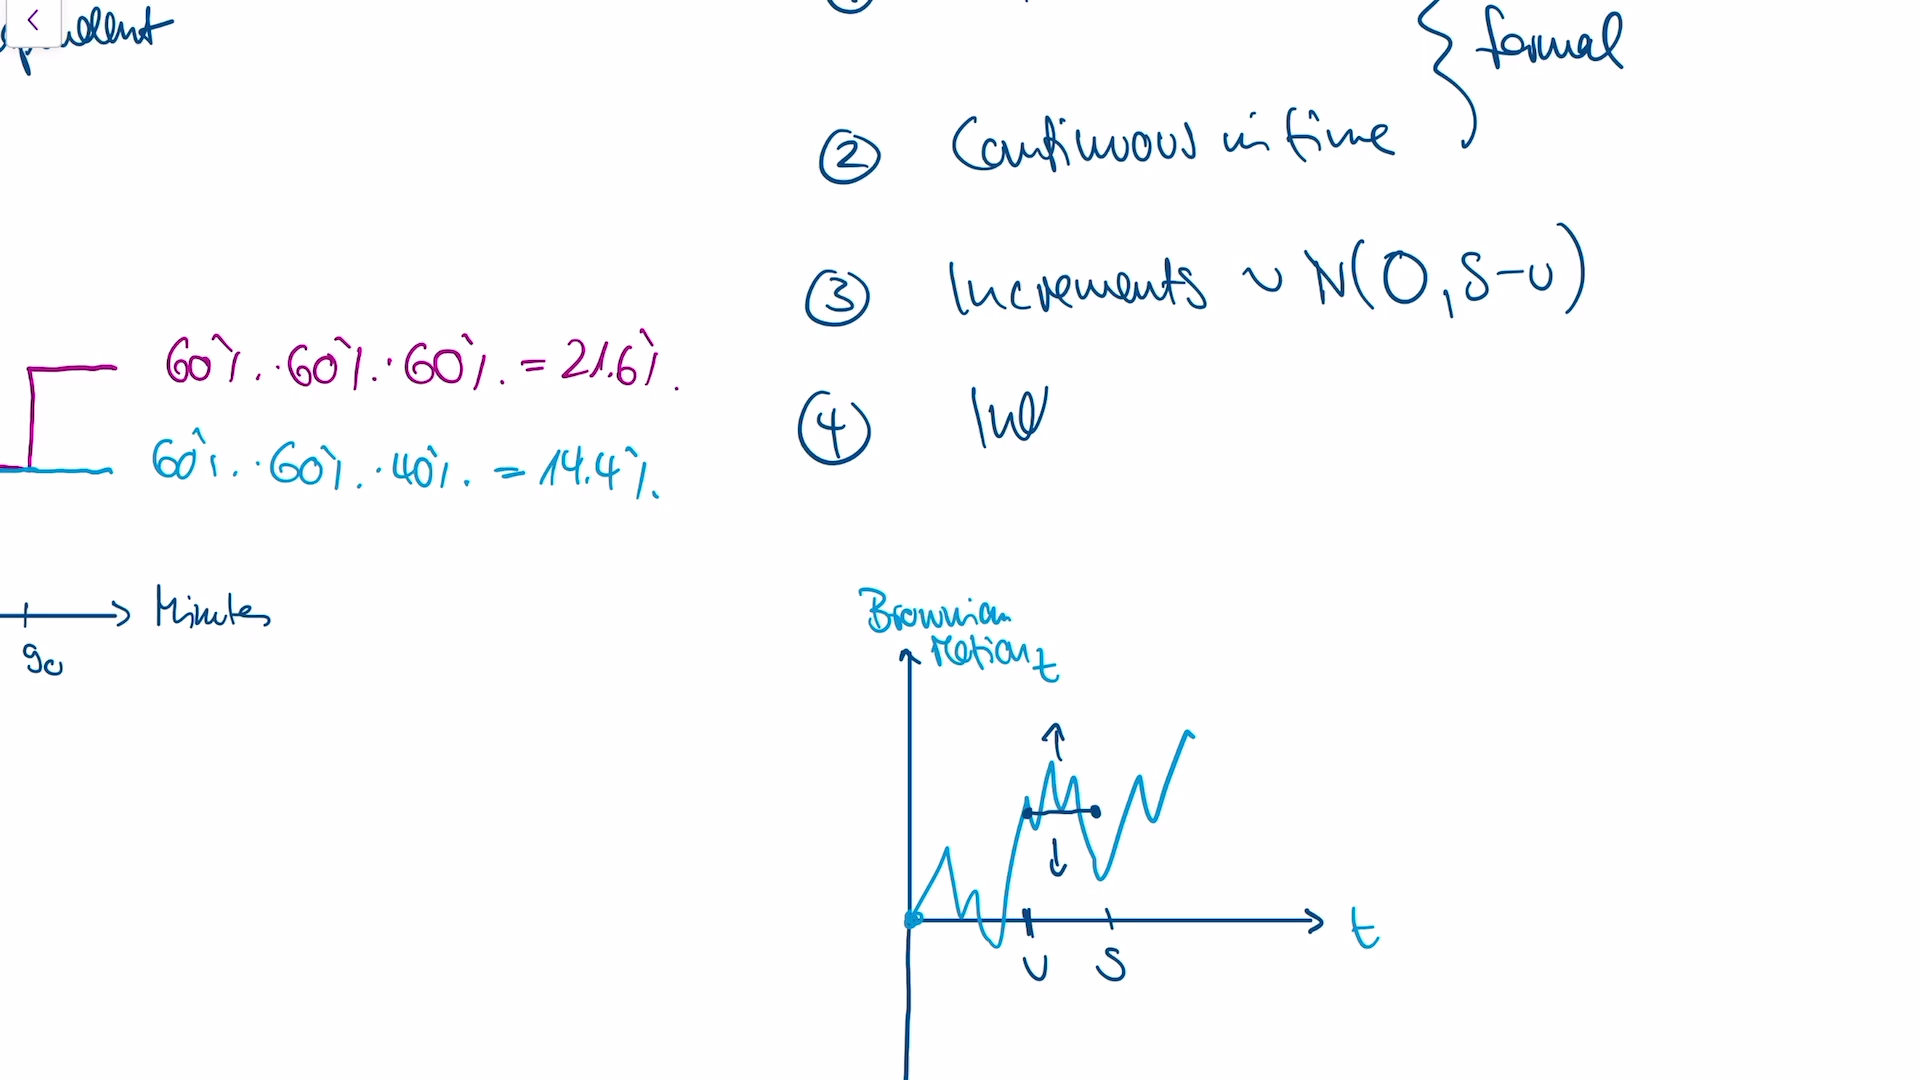 formal
② Continuous in time
③ Increments ~ N(0, s-u)
④ Ind
60%. · 60%. · 60%. = 21.6%.
60%. · 60%. · 40%. = 14.4%.
Minutes
90
Brownian
Motion t
t
u s